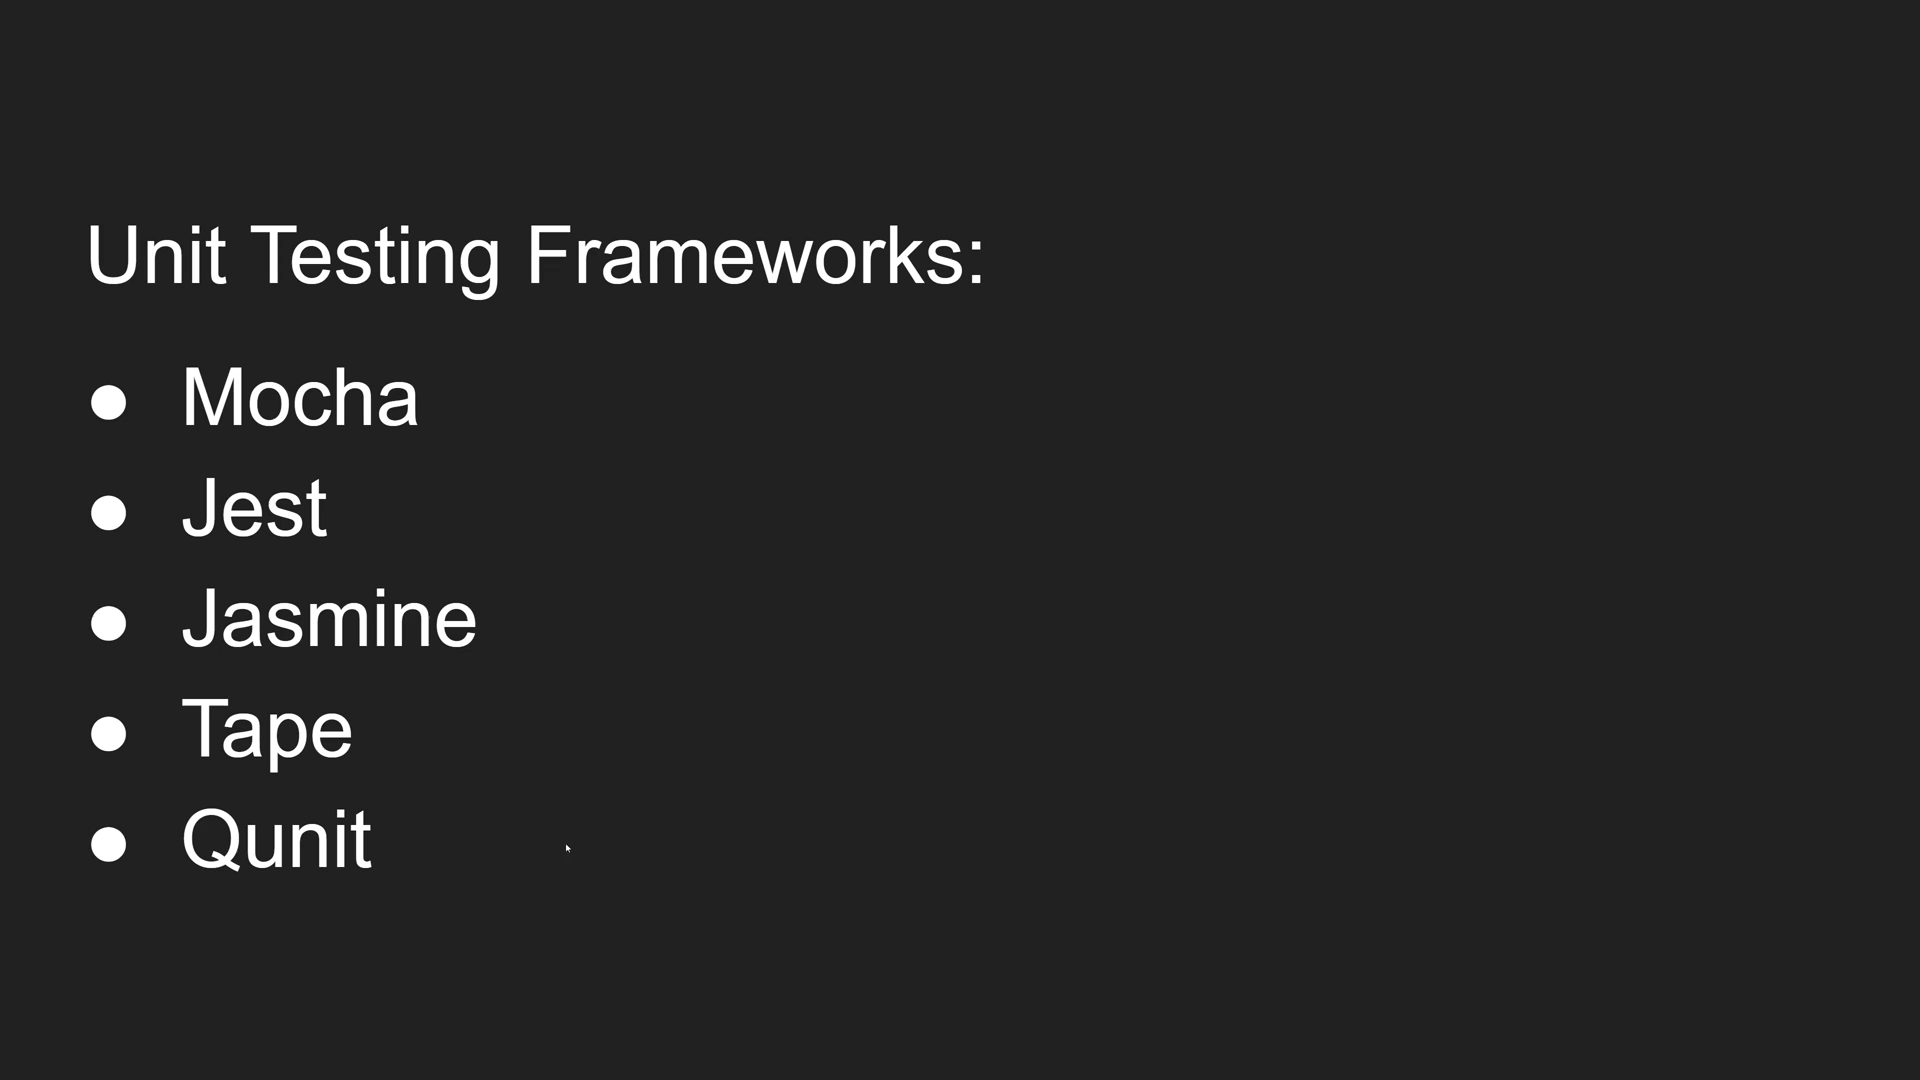 Unit Testing Frameworks:
● Mocha
● Jest
● Jasmine
● Tape
● Qunit